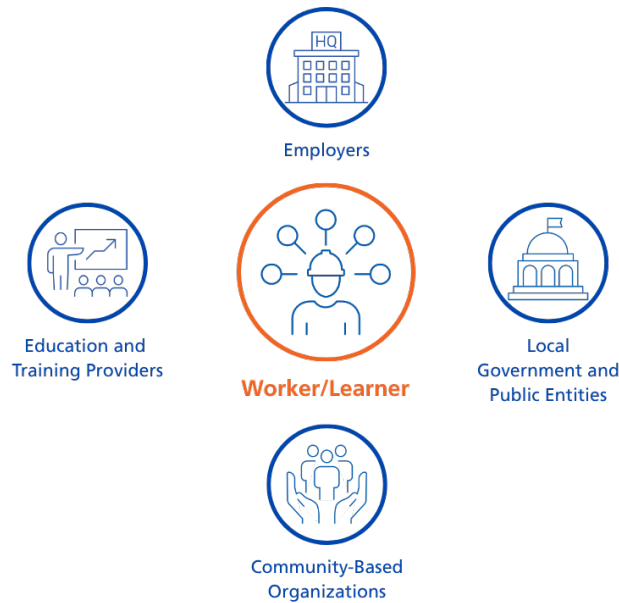 HQ
Employers
Education and
Training Providers
Worker/Learner
Local
Government and
Public Entities
Community-Based
Organizations